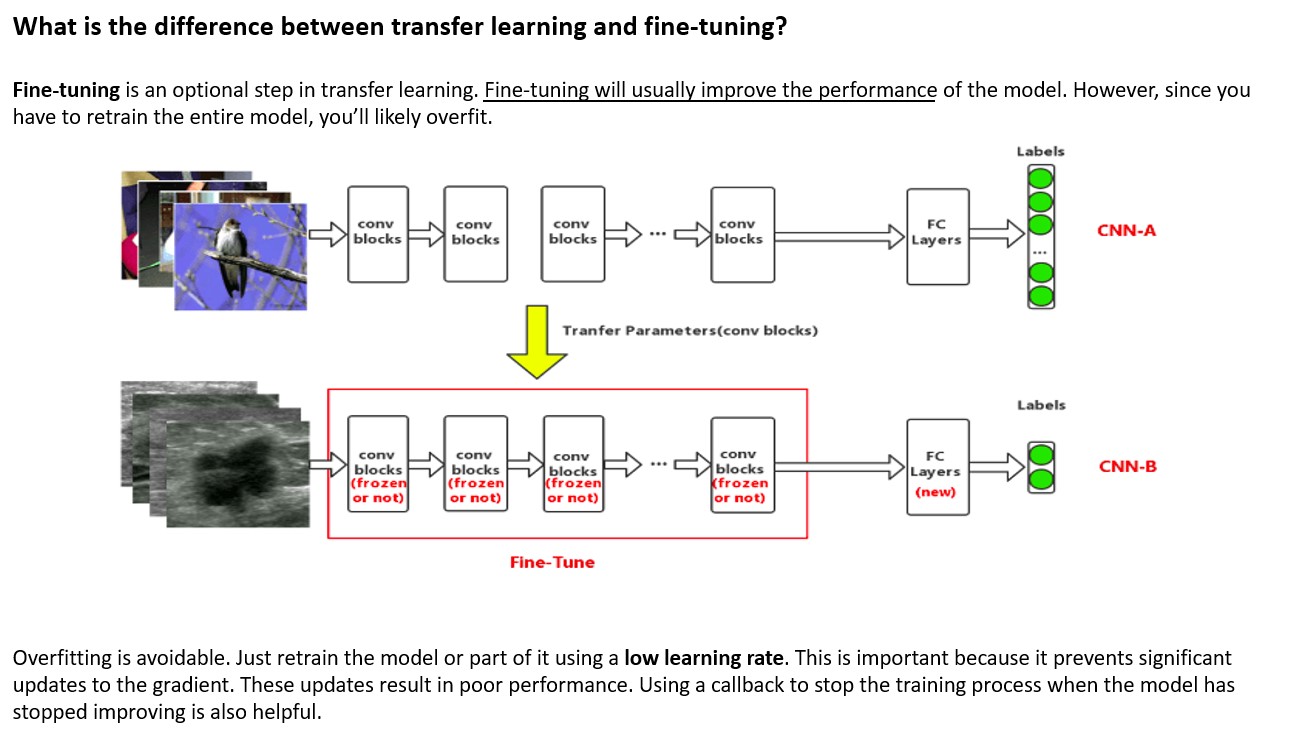 What is the difference between transfer learning and fine-tuning?
Fine-tuning is an optional step in transfer learning. Fine-tuning will usually improve the performance of the model. However, since you
have to retrain the entire model, you’ll likely overfit.
Labels
conv
blocks
conv
blocks
conv
blocks
...
conv
blocks
FC
Layers
...
CNN-A
Tranfer Parameters(conv blocks)
Labels
conv
blocks
(frozen
or not)
conv
blocks
(frozen
or not)
conv
blocks
(frozen
or not)
...
conv
blocks
(frozen
or not)
FC
Layers
(new)
CNN-B
Fine-Tune
Overfitting is avoidable. Just retrain the model or part of it using a low learning rate. This is important because it prevents significant
updates to the gradient. These updates result in poor performance. Using a callback to stop the training process when the model has
stopped improving is also helpful.